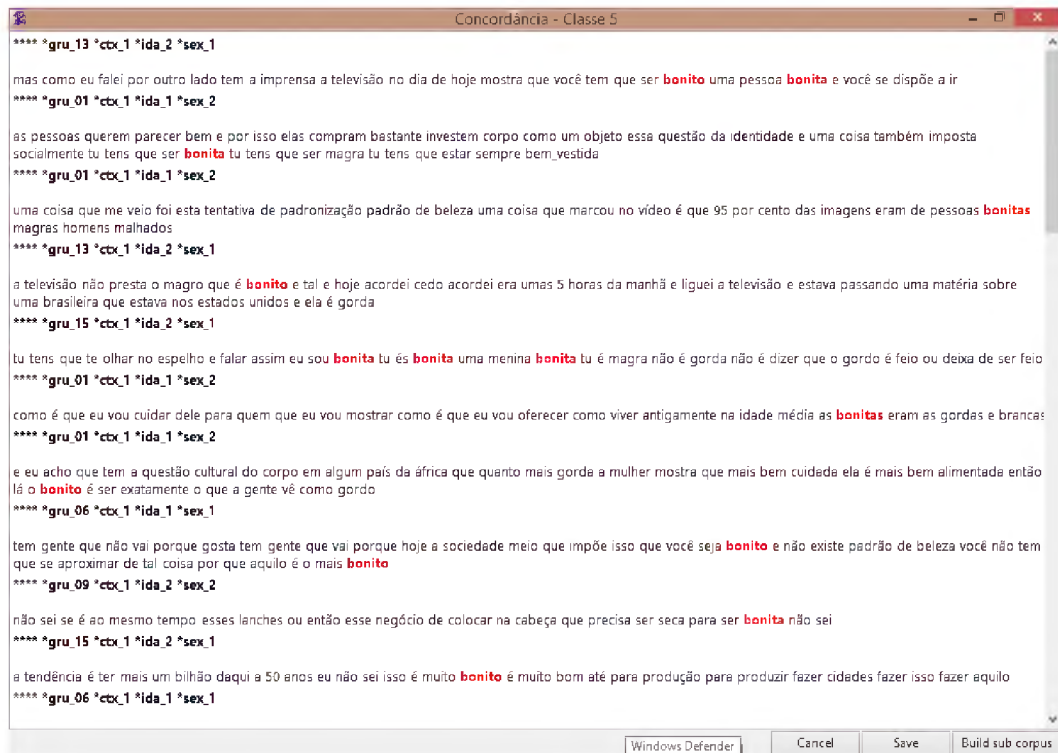 Concordância - Classe 5
**** *gru_13 *ctx_1 *ida_2 *sex_1
mas como eu falei por outro lado tem a imprensa a televisão no dia de hoje mostra que você tem que ser bonito uma pessoa bonita e você se dispõe a ir
**** *gru_01 *ctx_1 *ida_1 *sex_2
as pessoas querem parecer bem e por isso elas compram bastante investem corpo como um objeto essa questão da identidade e uma coisa também imposta
socialmente tu tens que ser bonita tu tens que ser magra tu tens que estar sempre bem_vestida
**** *gru_01 *ctx_1 *ida_1 *sex_2
uma coisa que me veio foi esta tentativa de padronização padrão de beleza uma coisa que marcou no vídeo é que 95 por cento das imagens eram de pessoas bonitas
magras homens malhados
**** *gru_13 *ctx_1 *ida_2 *sex_1
a televisão não presta o magro que é bonito e tal e hoje acordei cedo acordei era umas 5 horas da manhã e liguei a televisão e estava passando uma matéria sobre
uma brasileira que estava nos estados unidos e ela é gorda
**** *gru_15 *ctx_1 *ida_2 *sex_1
tu tens que te olhar no espelho e falar assim eu sou bonita tu és bonita uma menina bonita tu é magra não é gorda não é dizer que o gordo é feio ou deixa de ser feio
**** *gru_01 *ctx_1 *ida_1 *sex_2
como é que eu vou cuidar dele para quem que eu vou mostrar como é que eu vou oferecer como viver antigamente na idade média as bonitas eram as gordas e brancas
**** *gru_01 *ctx_1 *ida_1 *sex_2
e eu acho que tem a questão cultural do corpo em algum país da áfrica que quanto mais gorda a mulher mostra que mais bem cuidada ela é mais bem alimentada então
lá o bonito é ser exatamente o que a gente vê como gordo
**** *gru_06 *ctx_1 *ida_1 *sex_1
tem gente que não vai porque gosta tem gente que vai porque hoje a sociedade meio que impõe isso que você seja bonito e não existe padrão de beleza você não tem
que se aproximar de tal coisa por que aquilo é o mais bonito
**** *gru_09 *ctx_1 *ida_2 *sex_2
não sei se é ao mesmo tempo esses lanches ou então esse negócio de colocar na cabeça que precisa ser seca para ser bonita não sei
**** *gru_15 *ctx_1 *ida_2 *sex_1
a tendência é ter mais um bilhão daqui a 50 anos eu não sei isso é muito bonito é muito bom até para produção para produzir fazer cidades fazer isso fazer aquilo
**** *gru_06 *ctx_1 *ida_1 *sex_1
Windows Defender
Cancel
Save
Build sub corpus